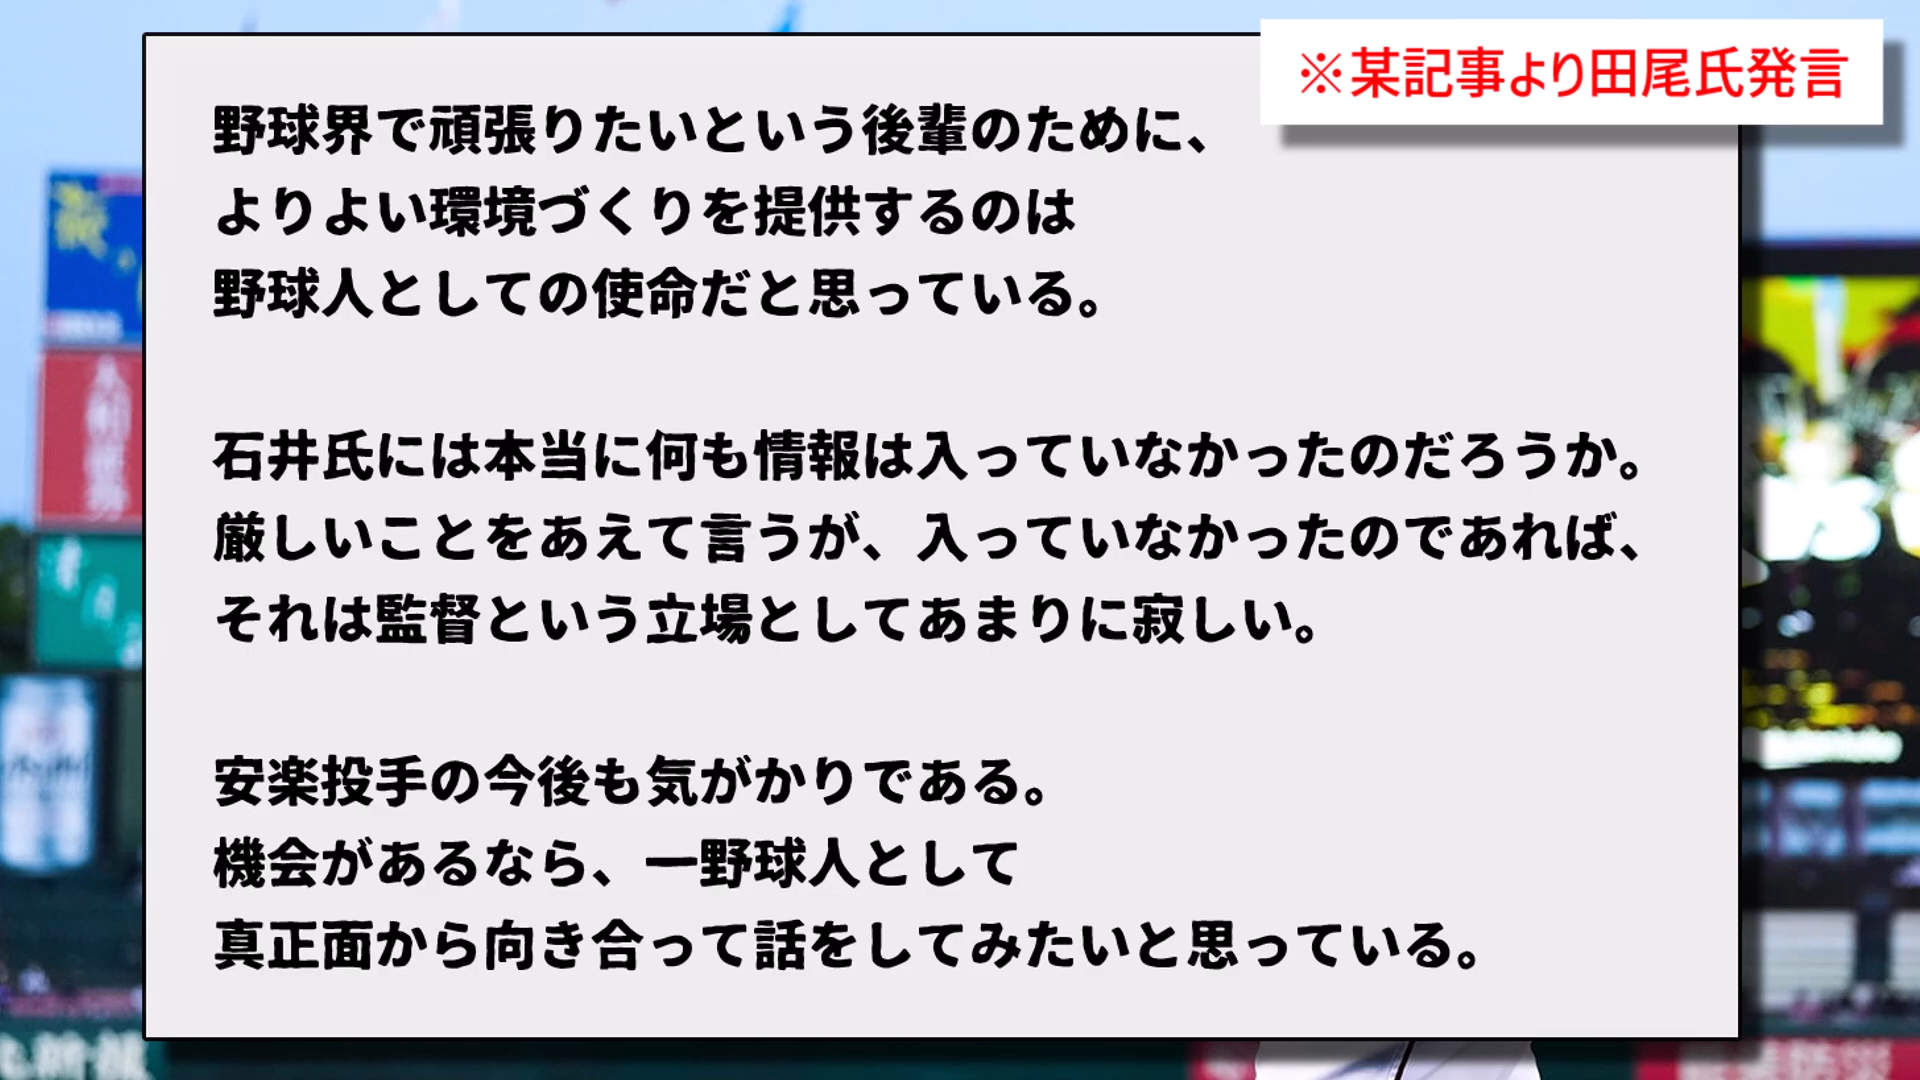 ※某記事より田尾氏発言
野球界で頑張りたいという後輩のために、
よりよい環境づくりを提供するのは
野球人としての使命だと思っている。
石井氏には本当に何も情報は入っていなかったのだろうか。
厳しいことをあえて言うが、入っていなかったのであれば、
それは監督という立場としてあまりに寂しい。
安楽投手の今後も気がかりである。
機会があるなら、一野球人として
真正面から向き合って話をしてみたいと思っている。